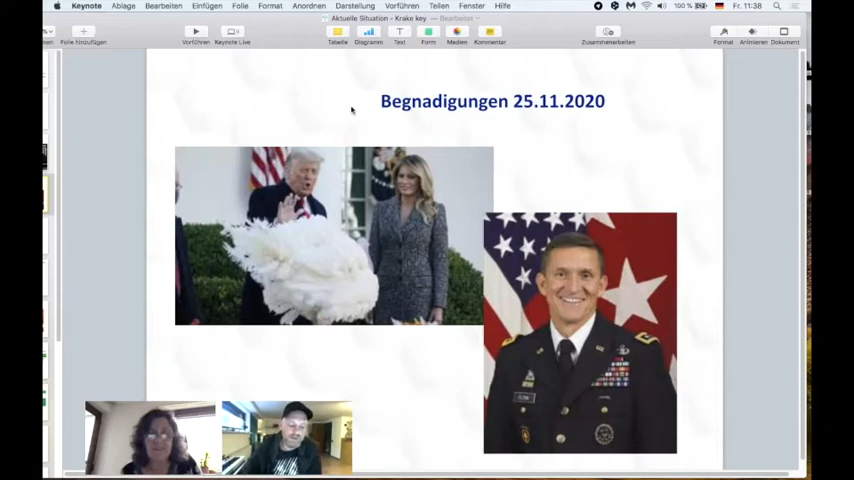 Keynote Ablage Bearbeiten Einfügen Folie Format Anordnen Darstellung Vorführen Teilen Fenster Hilfe 100 % Fr. 11:38
Aktuelle Situation - Krake key — Bearbeitet
Folie hinzufügen Vorführen Keynote Live Tabelle Diagramm Text Form Medien Kommentar Zusammenarbeiten Format Animieren Dokument
Begnadigungen 25.11.2020
FLYNN